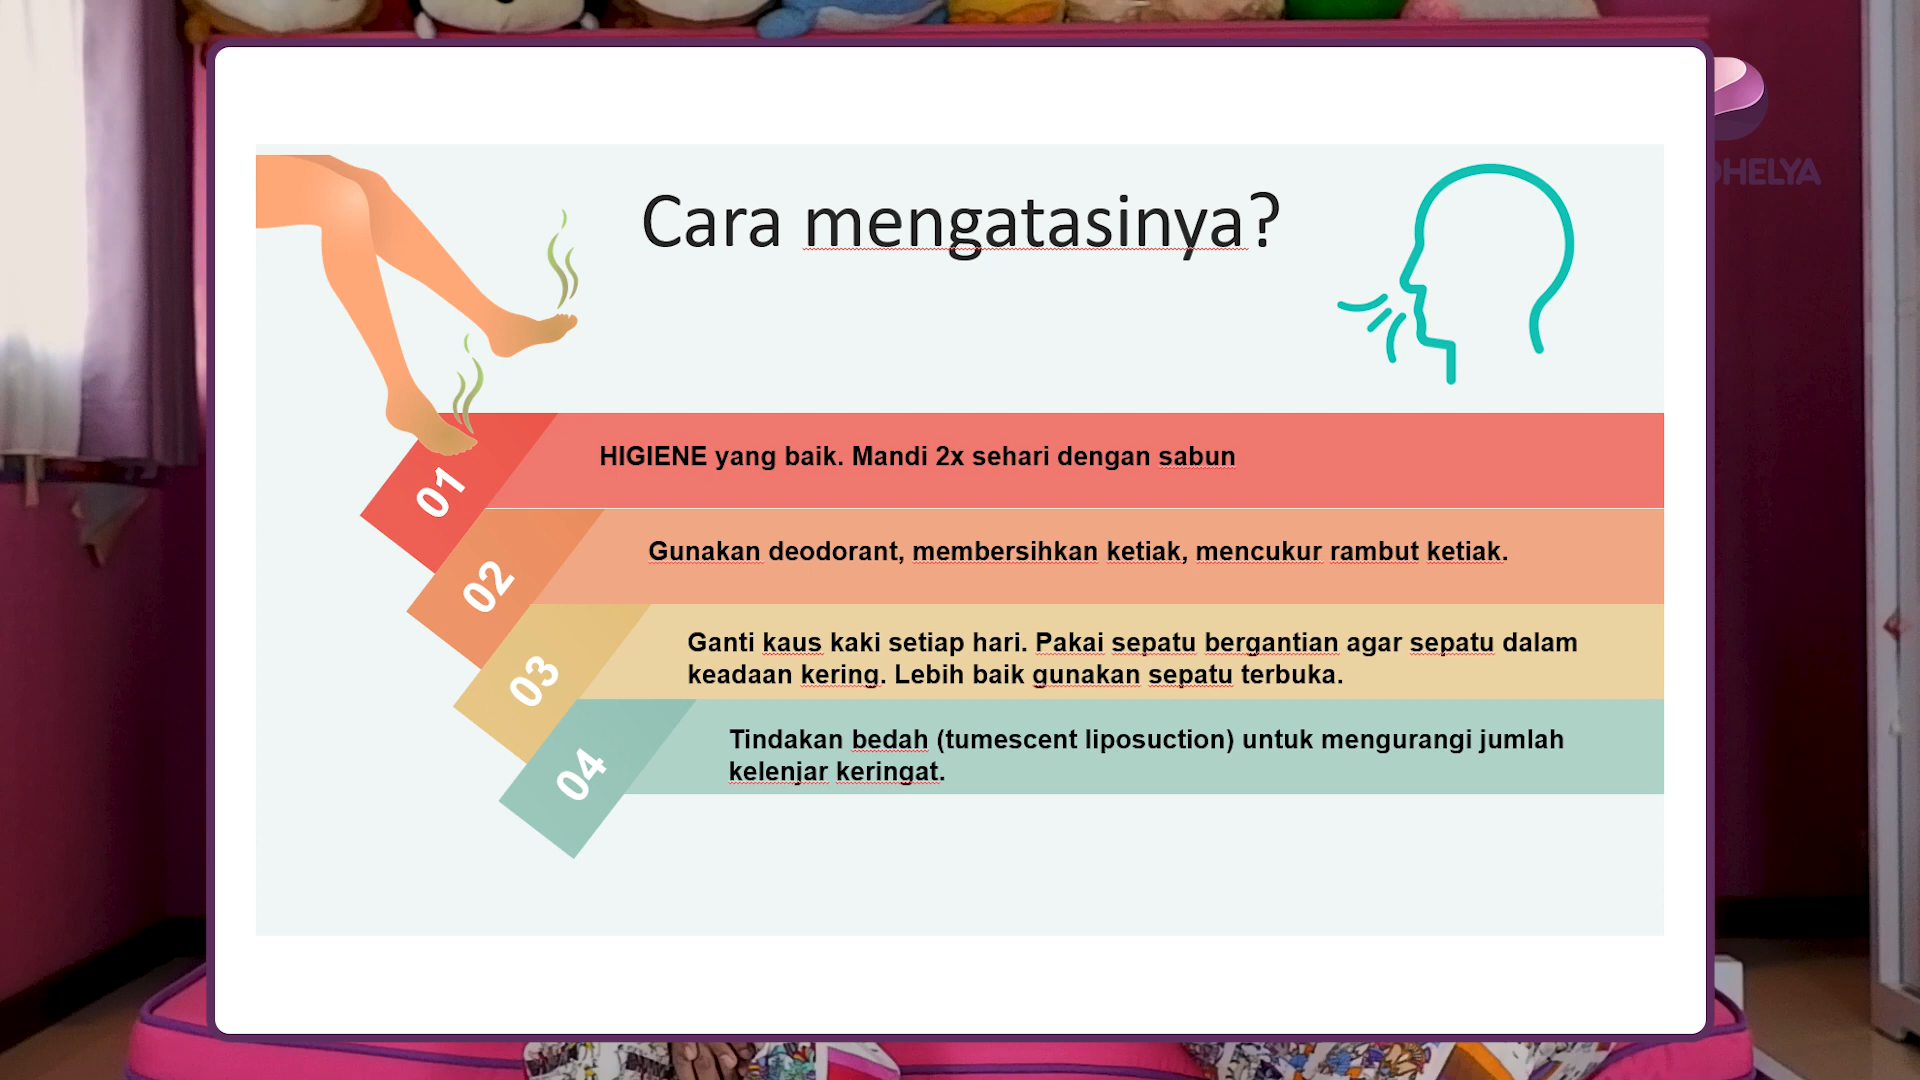 Cara mengatasinya?
HELYA
01
HIGIENE yang baik. Mandi 2x sehari dengan sabun
02
Gunakan deodorant, membersihkan ketiak, mencukur rambut ketiak.
03
Ganti kaus kaki setiap hari. Pakai sepatu bergantian agar sepatu dalam
keadaan kering. Lebih baik gunakan sepatu terbuka.
04
Tindakan bedah (tumescent liposuction) untuk mengurangi jumlah
kelenjar keringat.